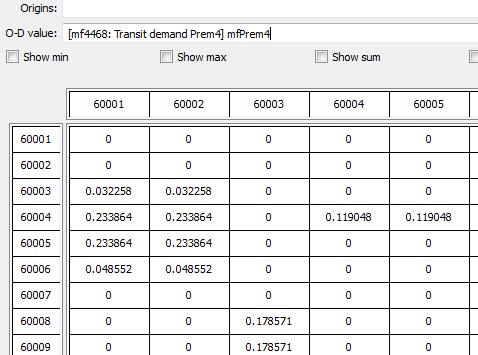 Origins:
O-D value: [mf4468: Transit demand Prem4] mfPrem4
Show min Show max Show sum
60001 60002 60003 60004 60005
60001 0 0 0 0 0
60002 0 0 0 0 0
60003 0.032258 0.032258 0 0 0
60004 0.233864 0.233864 0 0.119048 0.119048
60005 0.233864 0.233864 0 0 0
60006 0.048552 0.048552 0 0 0
60007 0 0 0 0 0
60008 0 0 0.178571 0 0
60009 0 0 0.178571 0 0